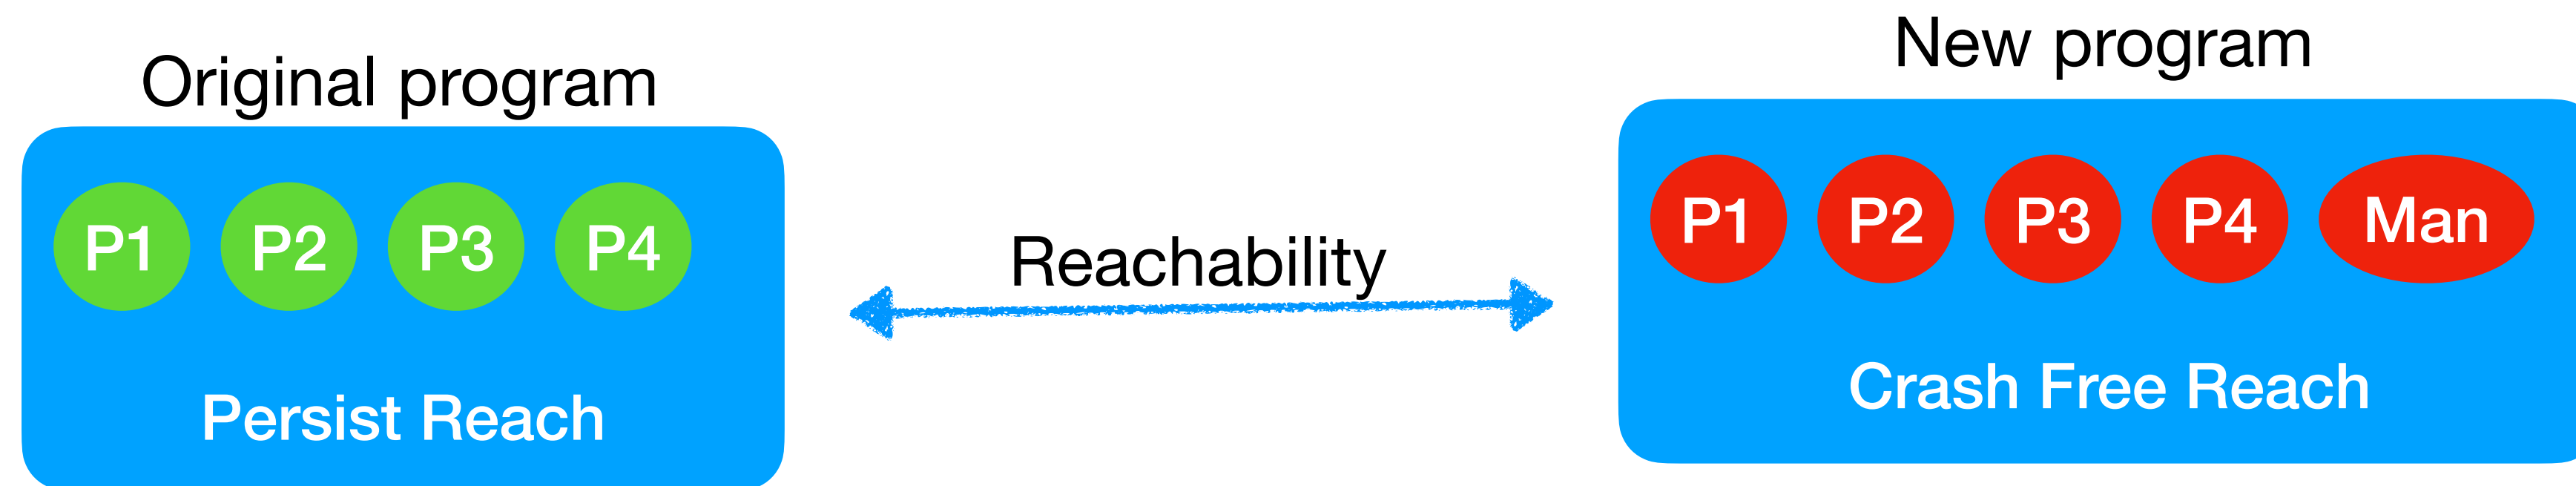 Original program
P1 P2 P3 P4
Persist Reach
Reachability
New program
P1 P2 P3 P4 Man
Crash Free Reach